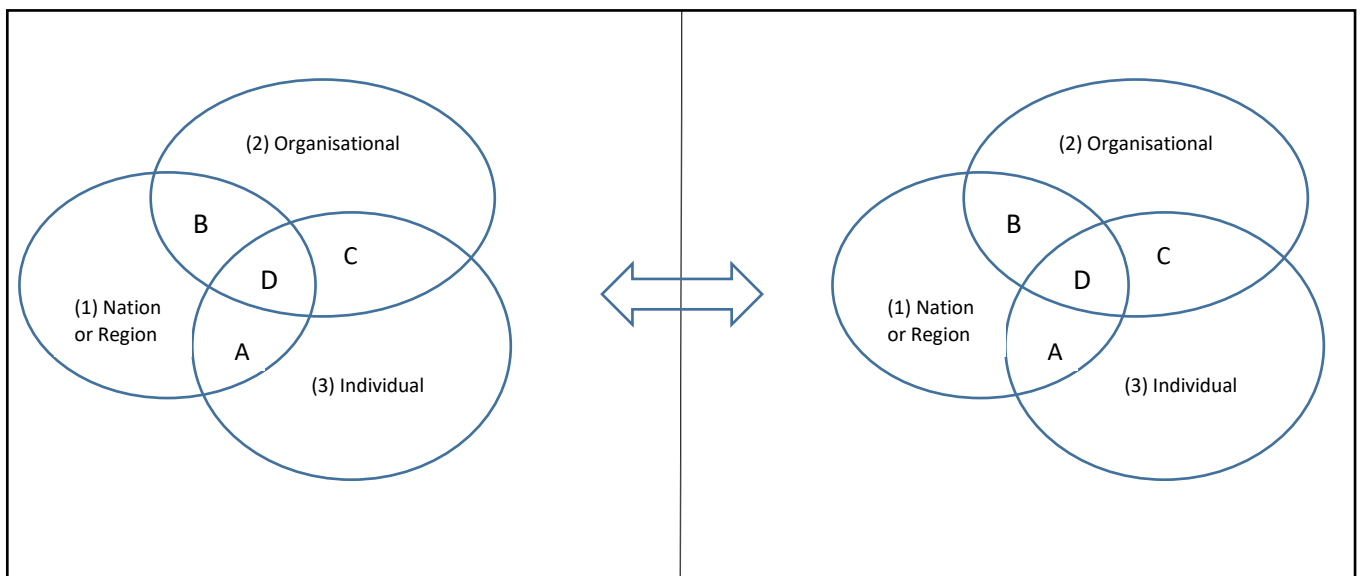 (2) Organisational
B
C
D
(1) Nation
or Region
A
(3) Individual
(2) Organisational
B
C
D
(1) Nation
or Region
A
(3) Individual